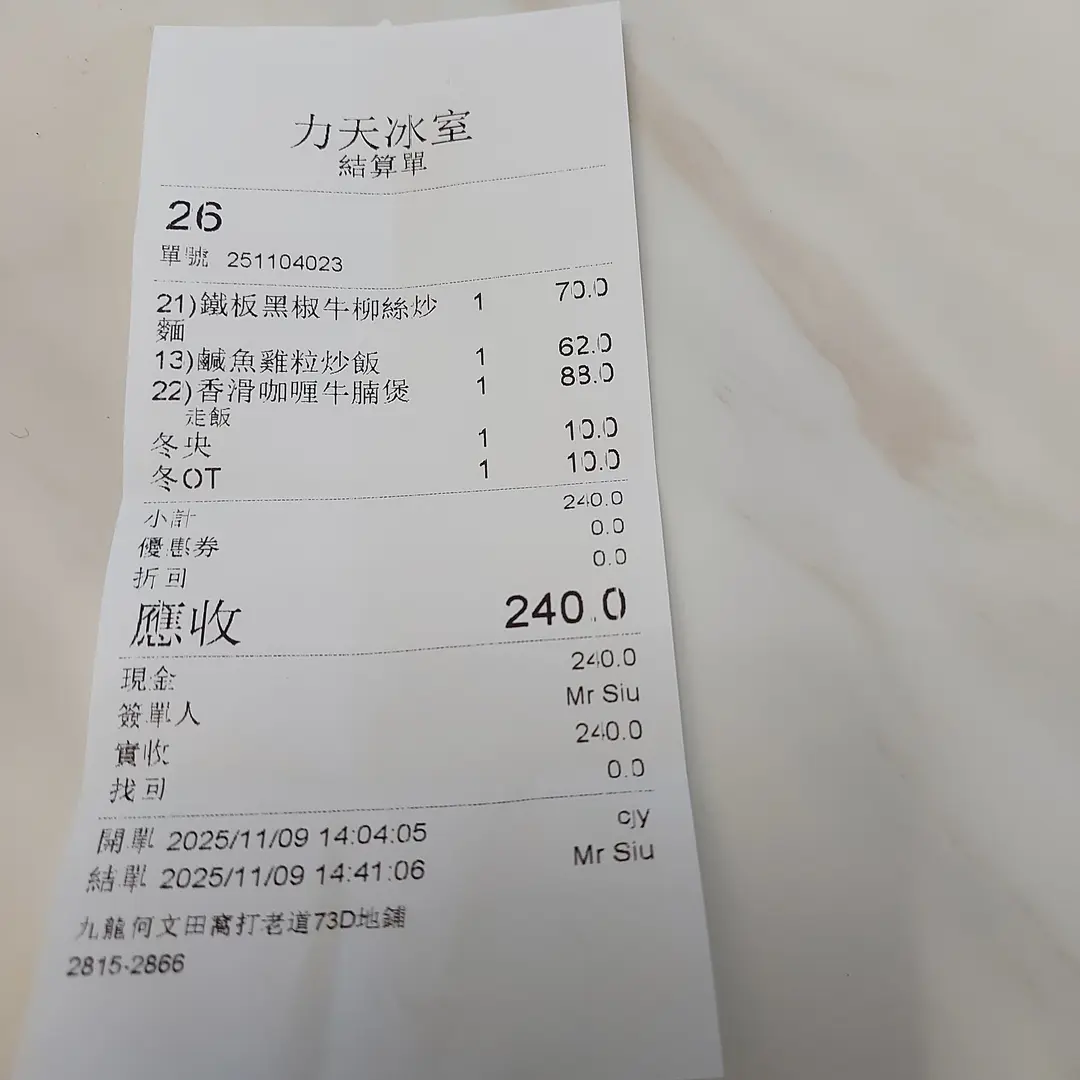 力天冰室
結算單
26
單號 251104023
21)鐵板黑椒牛柳絲炒 1 70.0
麵
13)鹹魚雞粒炒飯 1 62.0
22)香滑咖喱牛腩煲 1 88.0
走飯
冬央 1 10.0
冬OT 1 10.0
小計 240.0
優惠券 0.0
折扣 0.0
應收 240.0
現金 240.0
簽單人 Mr Siu
實收 240.0
找回 0.0
開單 2025/11/09 14:04:05 cjy
結單 2025/11/09 14:41:06 Mr Siu
九龍何文田窩打老道73D地鋪
2815-2866